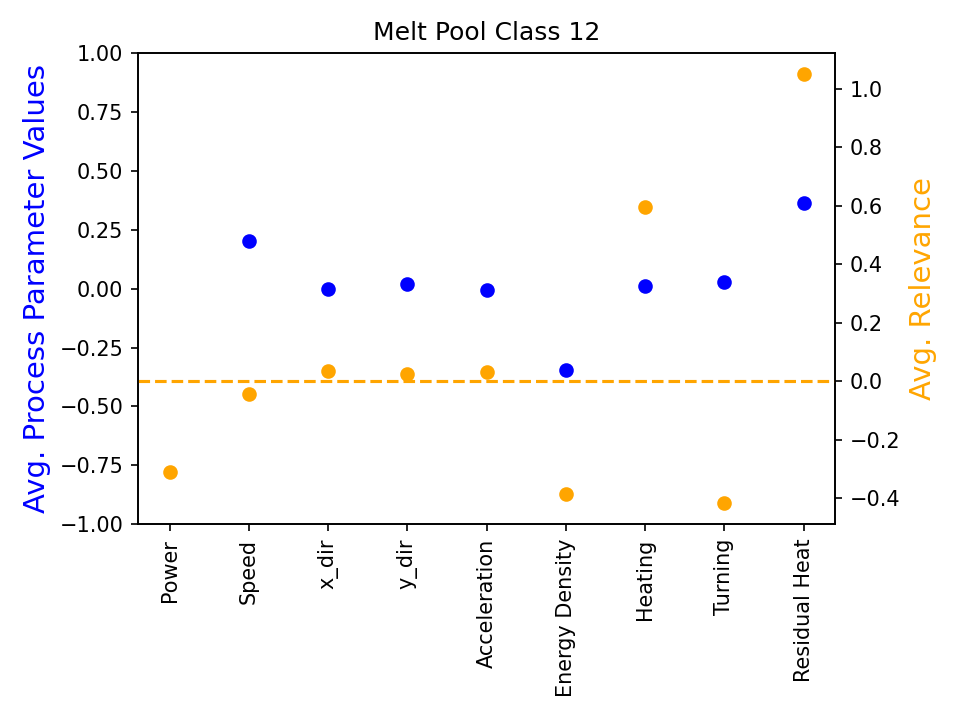 Melt Pool Class 12
Avg. Process Parameter Values
1.00
0.75
0.50
0.25
0.00
−0.25
−0.50
−0.75
−1.00
1.0
0.8
0.6
0.4
0.2
0.0
−0.2
−0.4
Avg. Relevance
Power
Speed
x_dir
y_dir
Acceleration
Energy Density
Heating
Turning
Residual Heat